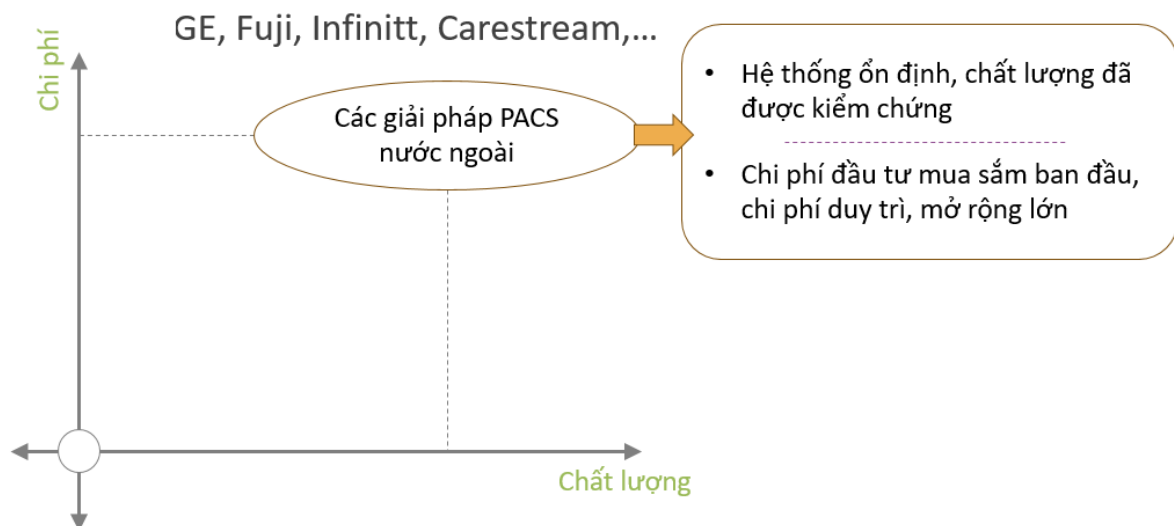 GE, Fuji, Infinitt, Carestream,...
Chi phí
Các giải pháp PACS
nước ngoài
• Hệ thống ổn định, chất lượng đã
được kiểm chứng
• Chi phí đầu tư mua sắm ban đầu,
chi phí duy trì, mở rộng lớn
Chất lượng